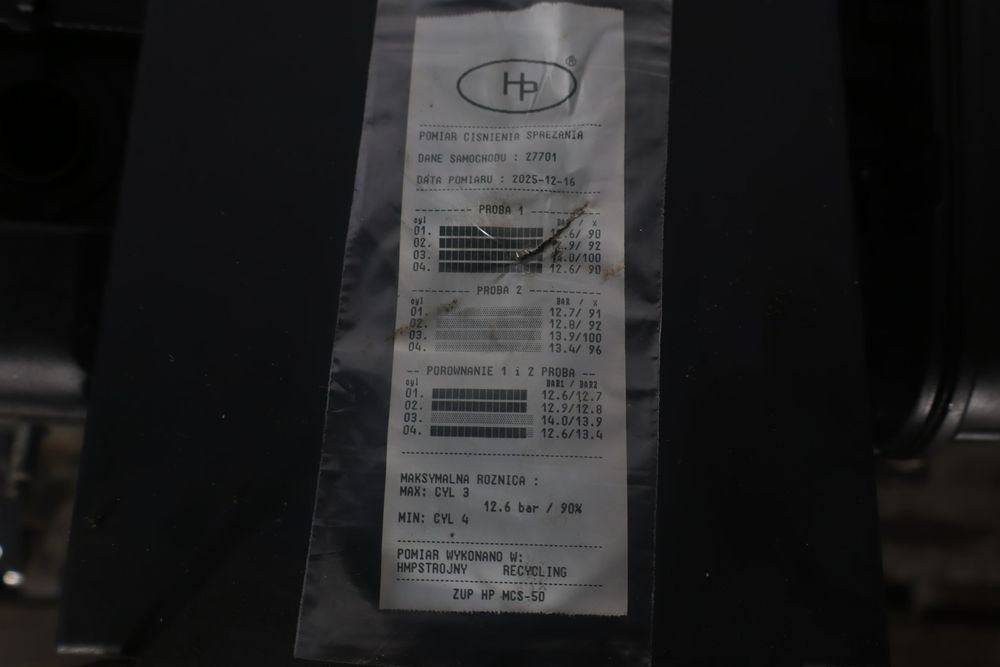 HP ®
POMIAR CISNIENIA SPREZANIA
DANE SAMOCHODU : 27701
DATA POMIARU : 2025-12-16
PROBA 1
cyl BAR / %
01. 12.6/ 90
02. 12.9/ 92
03. 14.0/100
04. 12.6/ 90
PROBA 2
cyl BAR / %
01. 12.7/ 91
02. 12.8/ 92
03. 13.9/100
04. 13.4/ 96
-- POROWNANIE 1 i 2 PROBA --
cyl BAR1 / BAR2
01. 12.6/12.7
02. 12.9/12.8
03. 14.0/13.9
04. 12.6/13.4
MAKSYMALNA ROZNICA :
MAX: CYL 3
12.6 bar / 90%
MIN: CYL 4
POMIAR WYKONANO W:
HMPSTROJNY RECYCLING
ZUP HP MCS-50